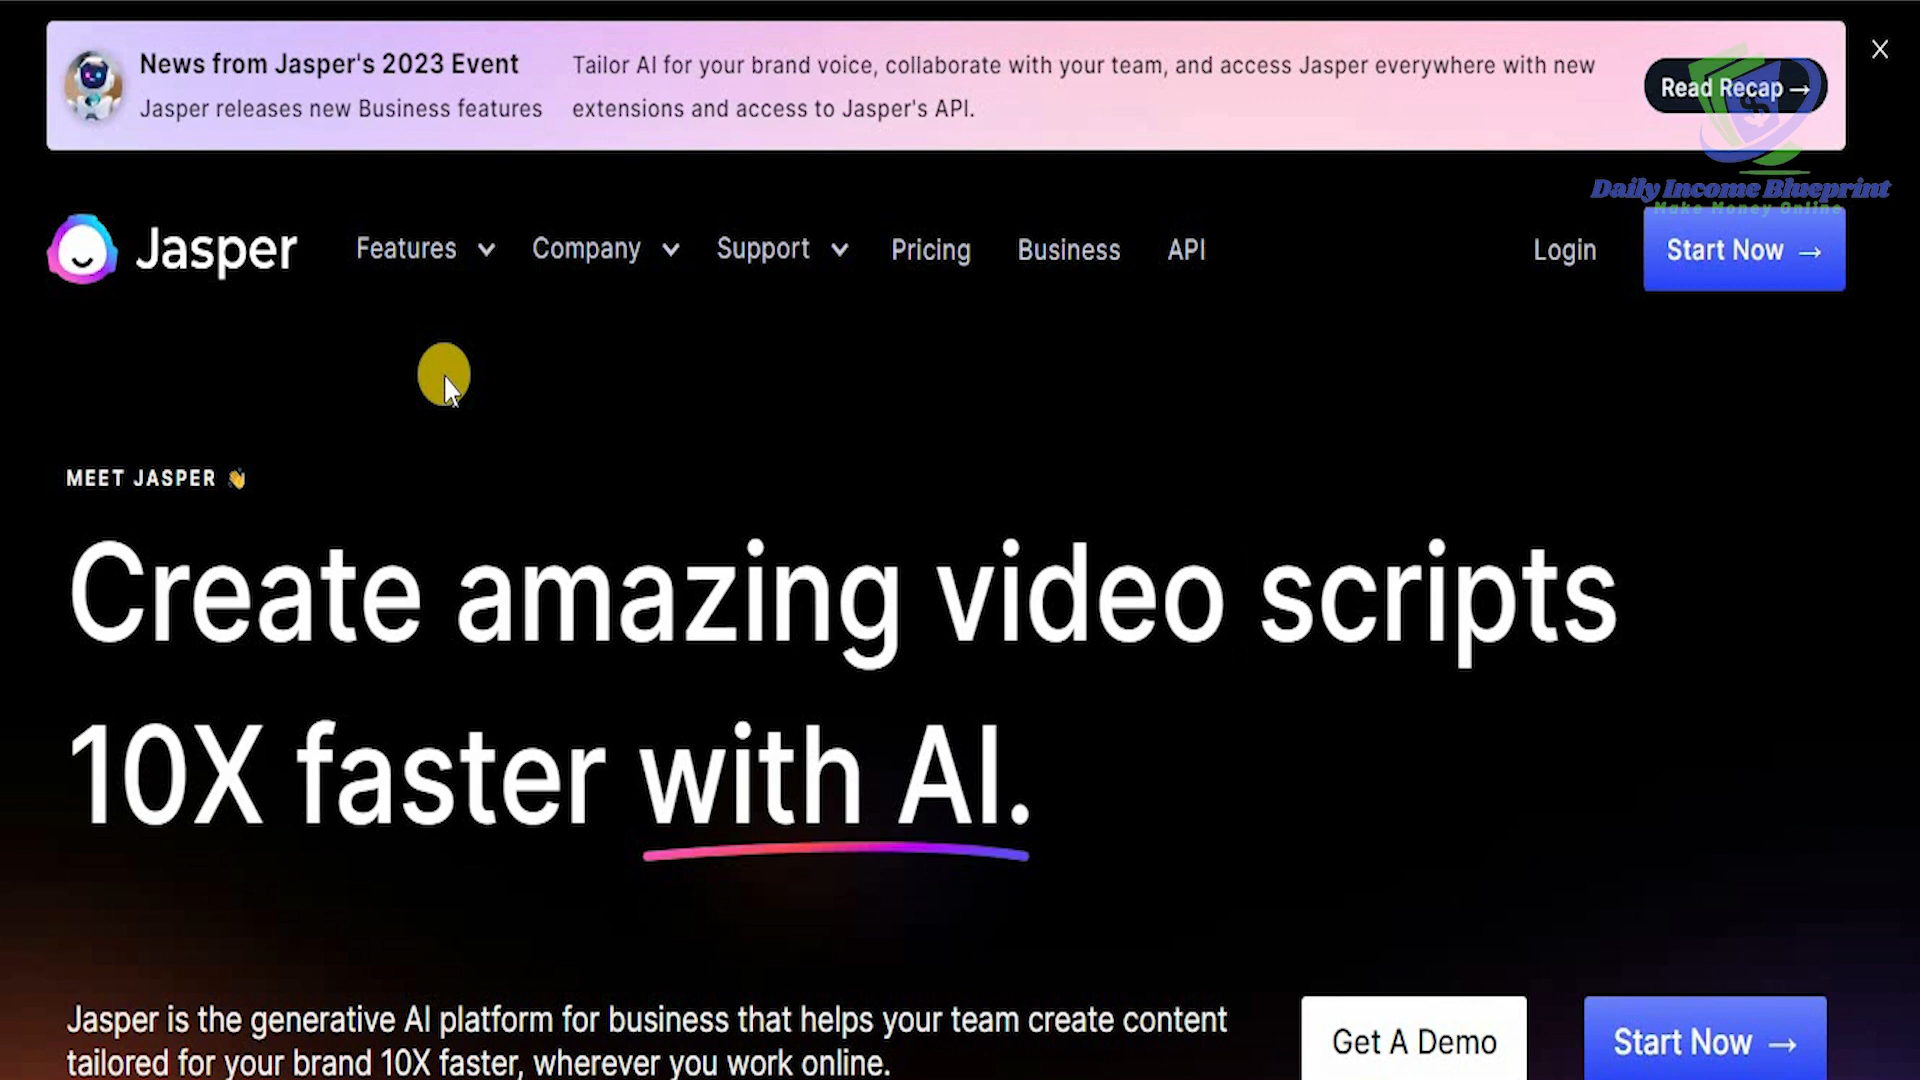 News from Jasper's 2023 Event
Jasper releases new Business features
Tailor AI for your brand voice, collaborate with your team, and access Jasper everywhere with new
extensions and access to Jasper's API.
Read Recap →
X
Daily Income Blueprint
Make Money Online
Jasper
Features
Company
Support
Pricing
Business
API
Login
Start Now →
MEET JASPER 👋
Create amazing video scripts
10X faster with AI.
Jasper is the generative AI platform for business that helps your team create content
tailored for your brand 10X faster, wherever you work online.
Get A Demo
Start Now →